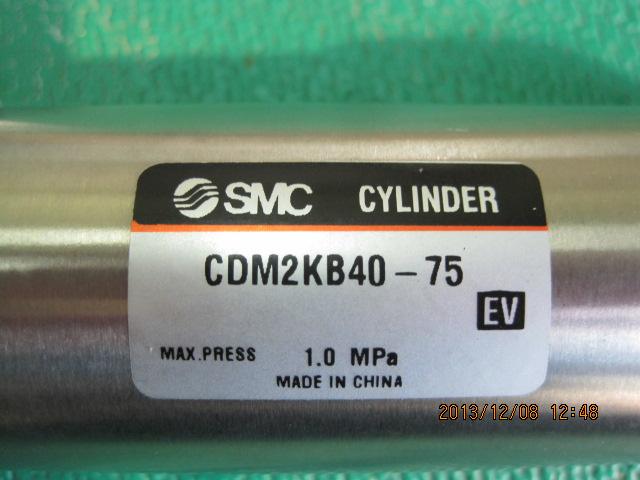 SMC CYLINDER
CDM2KB40-75
EV
MAX.PRESS 1.0 MPa
MADE IN CHINA
2013/12/08 12:48